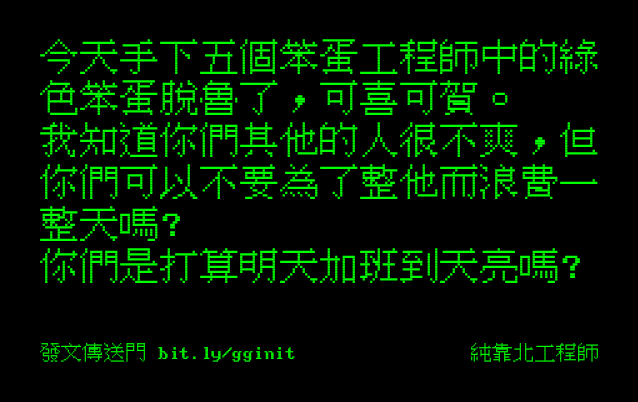 今天手下五個笨蛋工程師中的綠
色笨蛋脫魯了，可喜可賀。
我知道你們其他的人很不爽，但
你們可以不要為了整他而浪費一
整天嗎?
你們是打算明天加班到天亮嗎?
發文傳送門 bit.ly/gginit
純靠北工程師